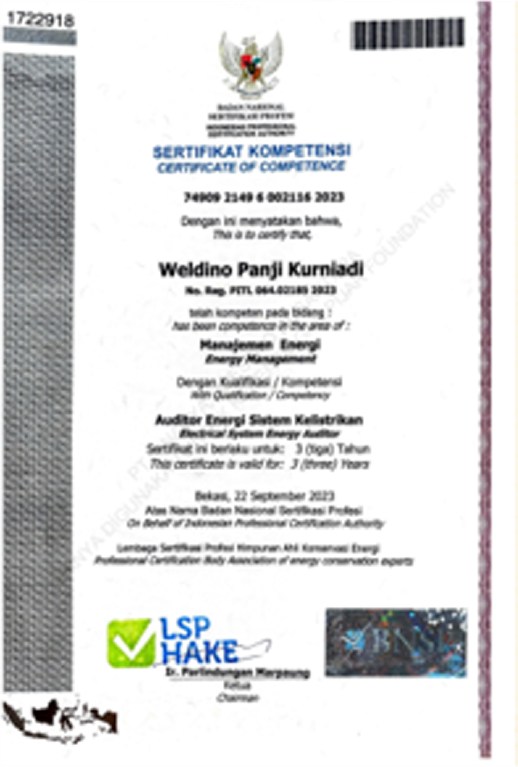 1722918
BADAN NASIONAL
SERTIFIKASI PROFESI
INDONESIAN PROFESSIONAL
CERTIFICATION AUTHORITY
SERTIFIKAT KOMPETENSI
CERTIFICATE OF COMPETENCE
74909 2149 6 002116 2023
Dengan ini menyatakan bahwa,
This is to certify that,
Weldino Panji Kurniadi
No. Reg. PITL 064.02189 2023
telah kompeten pada bidang :
has been competence in the area of :
Manajemen Energi
Energy Management
Dengan Kualifikasi / Kompetensi
With Qualification / Competency
Auditor Energi Sistem Kelistrikan
Electrical System Energy Auditor
Sertifikat ini berlaku untuk: 3 (tiga) Tahun
This certificate is valid for: 3 (three) Years
Bekasi, 22 September 2023
Atas Nama Badan Nasional Sertifikasi Profesi
On Behalf of Indonesian Professional Certification Authority
Lembaga Sertifikasi Profesi Himpunan Ahli Konservasi Energi
Professional Certification Body Association of energy conservation experts
LSP
HAKE
BNSP
Ir. Parlindungan Marpaung
Ketua
Chairman
FOUNDATION